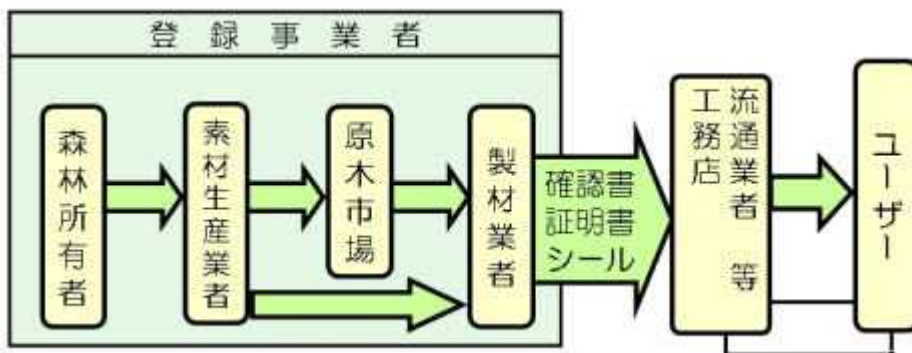 登録事業者
森林所有者
素材生産業者
原木市場
製材業者
確認書
証明書
シール
流通業者 等
工務店
ユーザー